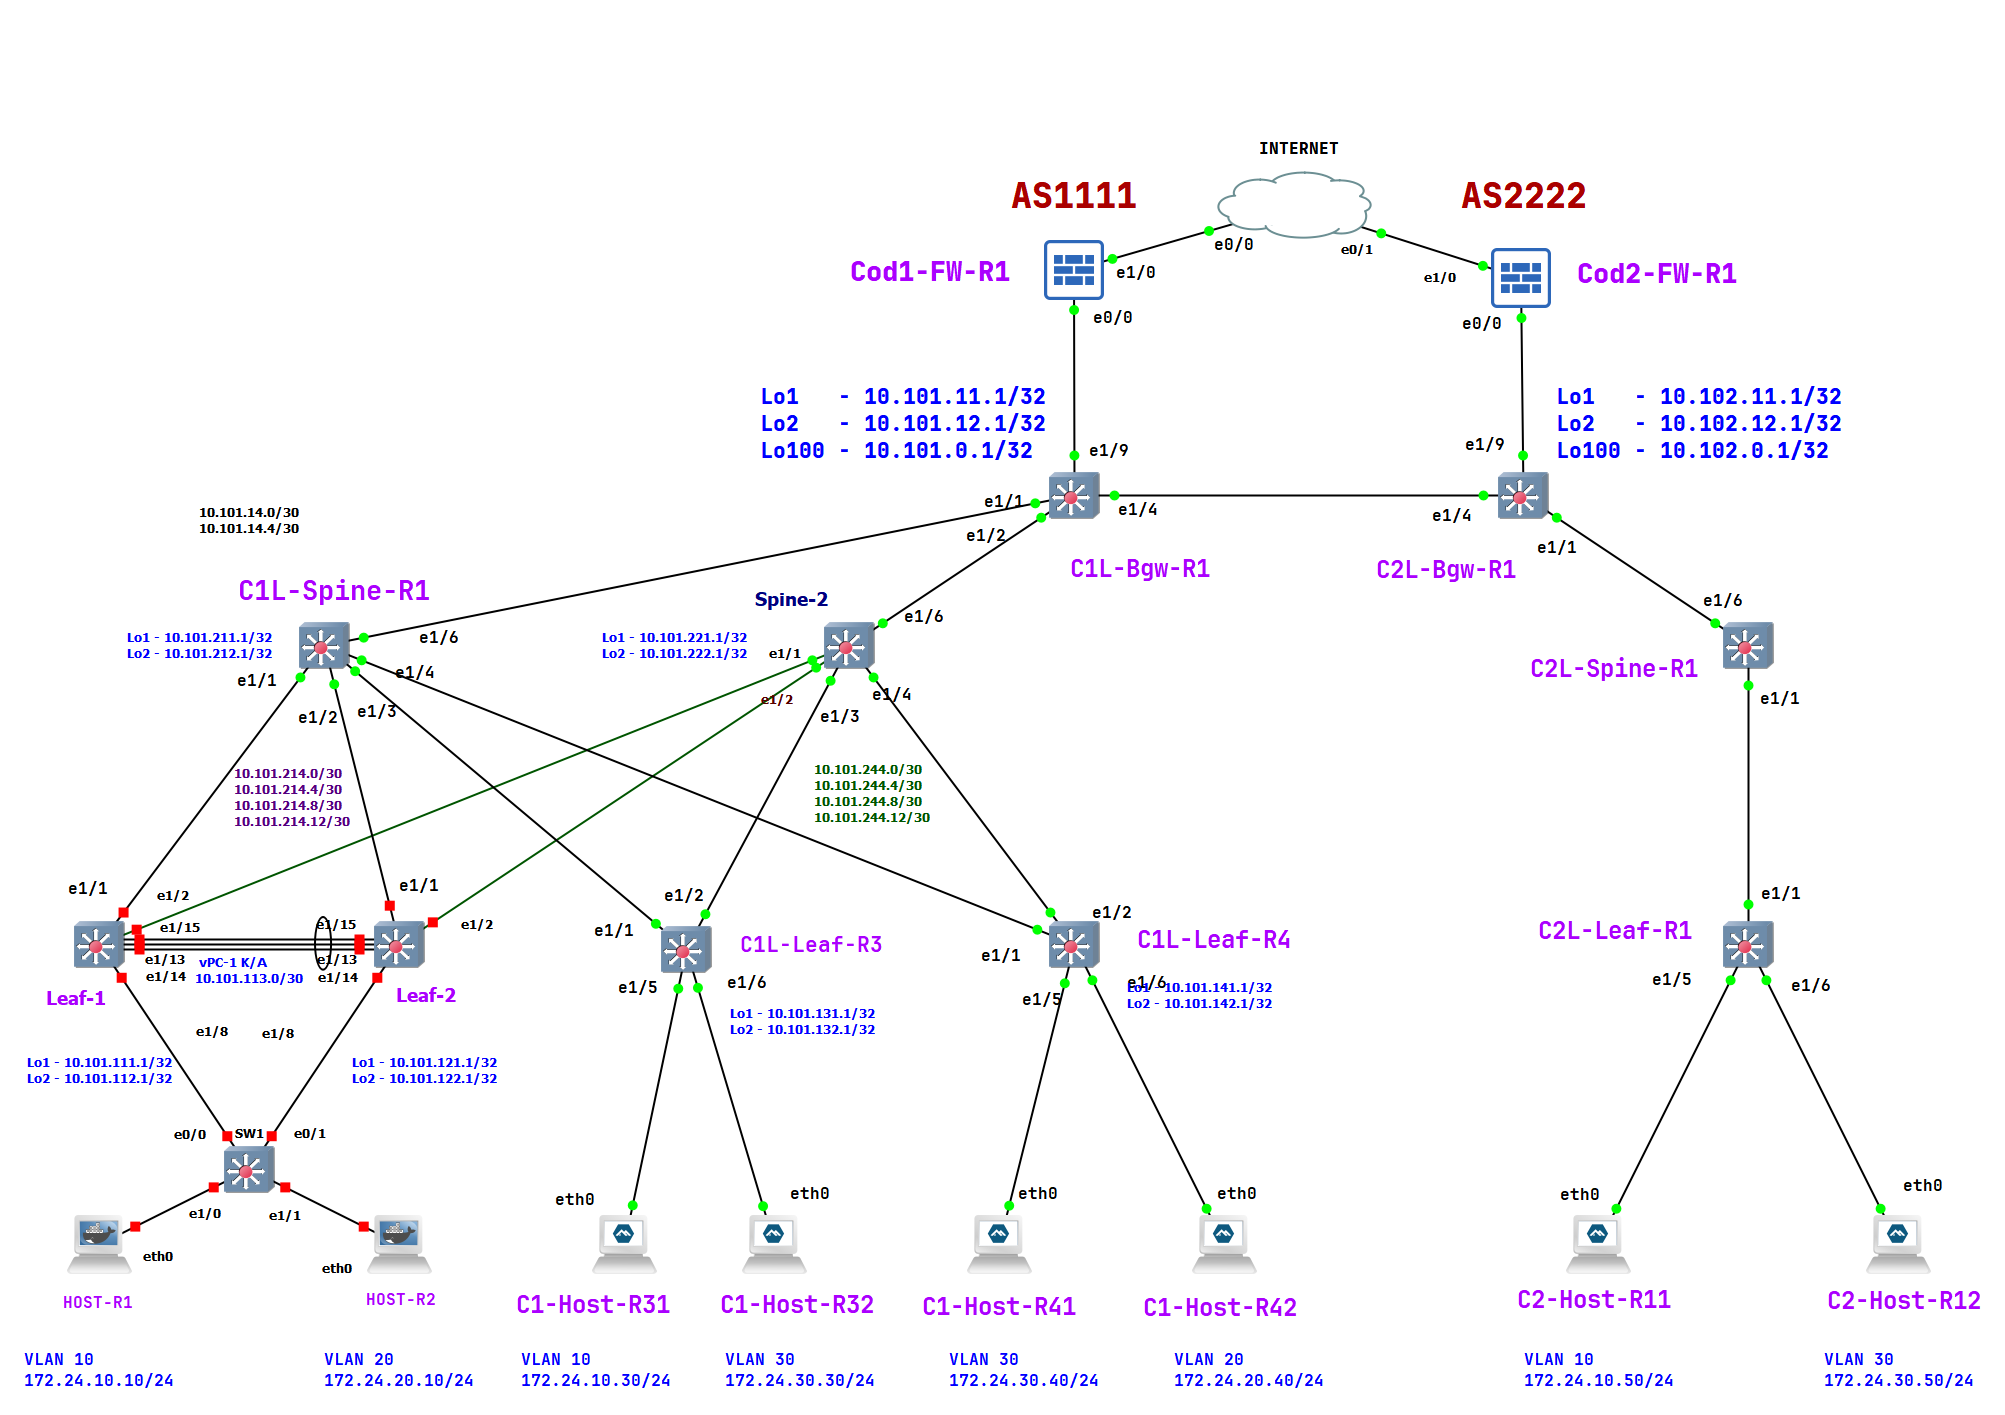 INTERNET
AS1111
AS2222
e0/0
e0/1
Cod1-FW-R1
e1/0
e1/0
Cod2-FW-R1
e0/0
e0/0
Lo1 - 10.101.11.1/32
Lo2 - 10.101.12.1/32
Lo100 - 10.101.0.1/32
Lo1 - 10.102.11.1/32
Lo2 - 10.102.12.1/32
Lo100 - 10.102.0.1/32
e1/9
e1/9
e1/1
e1/4
e1/4
e1/2
e1/1
10.101.14.0/30
10.101.14.4/30
C1L-Bgw-R1
C2L-Bgw-R1
C1L-Spine-R1
Spine-2
e1/6
e1/6
Lo1 - 10.101.211.1/32
Lo2 - 10.101.212.1/32
e1/6
Lo1 - 10.101.221.1/32
Lo2 - 10.101.222.1/32
e1/1
C2L-Spine-R1
e1/1
e1/4
e1/2
e1/4
e1/1
e1/2
e1/3
e1/3
10.101.214.0/30
10.101.214.4/30
10.101.214.8/30
10.101.214.12/30
10.101.244.0/30
10.101.244.4/30
10.101.244.8/30
10.101.244.12/30
e1/1
e1/2
e1/1
e1/2
e1/2
e1/1
e1/15
e1/15
e1/2
e1/1
C1L-Leaf-R3
C1L-Leaf-R4
C2L-Leaf-R1
e1/13
vPC-1 K/A
e1/13
e1/1
e1/14
10.101.113.0/30
e1/14
Leaf-1
Leaf-2
e1/5
e1/6
e1/5
e1/6
Lo1 - 10.101.141.1/32
Lo2 - 10.101.142.1/32
e1/5
e1/6
Lo1 - 10.101.131.1/32
Lo2 - 10.101.132.1/32
e1/8
e1/8
Lo1 - 10.101.111.1/32
Lo2 - 10.101.112.1/32
Lo1 - 10.101.121.1/32
Lo2 - 10.101.122.1/32
e0/0
SW1
e0/1
e1/0
e1/1
eth0
eth0
eth0
eth0
eth0
eth0
eth0
eth0
HOST-R1
HOST-R2
C1-Host-R31
C1-Host-R32
C1-Host-R41
C1-Host-R42
C2-Host-R11
C2-Host-R12
VLAN 10
172.24.10.10/24
VLAN 20
172.24.20.10/24
VLAN 10
172.24.10.30/24
VLAN 30
172.24.30.30/24
VLAN 30
172.24.30.40/24
VLAN 20
172.24.20.40/24
VLAN 10
172.24.10.50/24
VLAN 30
172.24.30.50/24